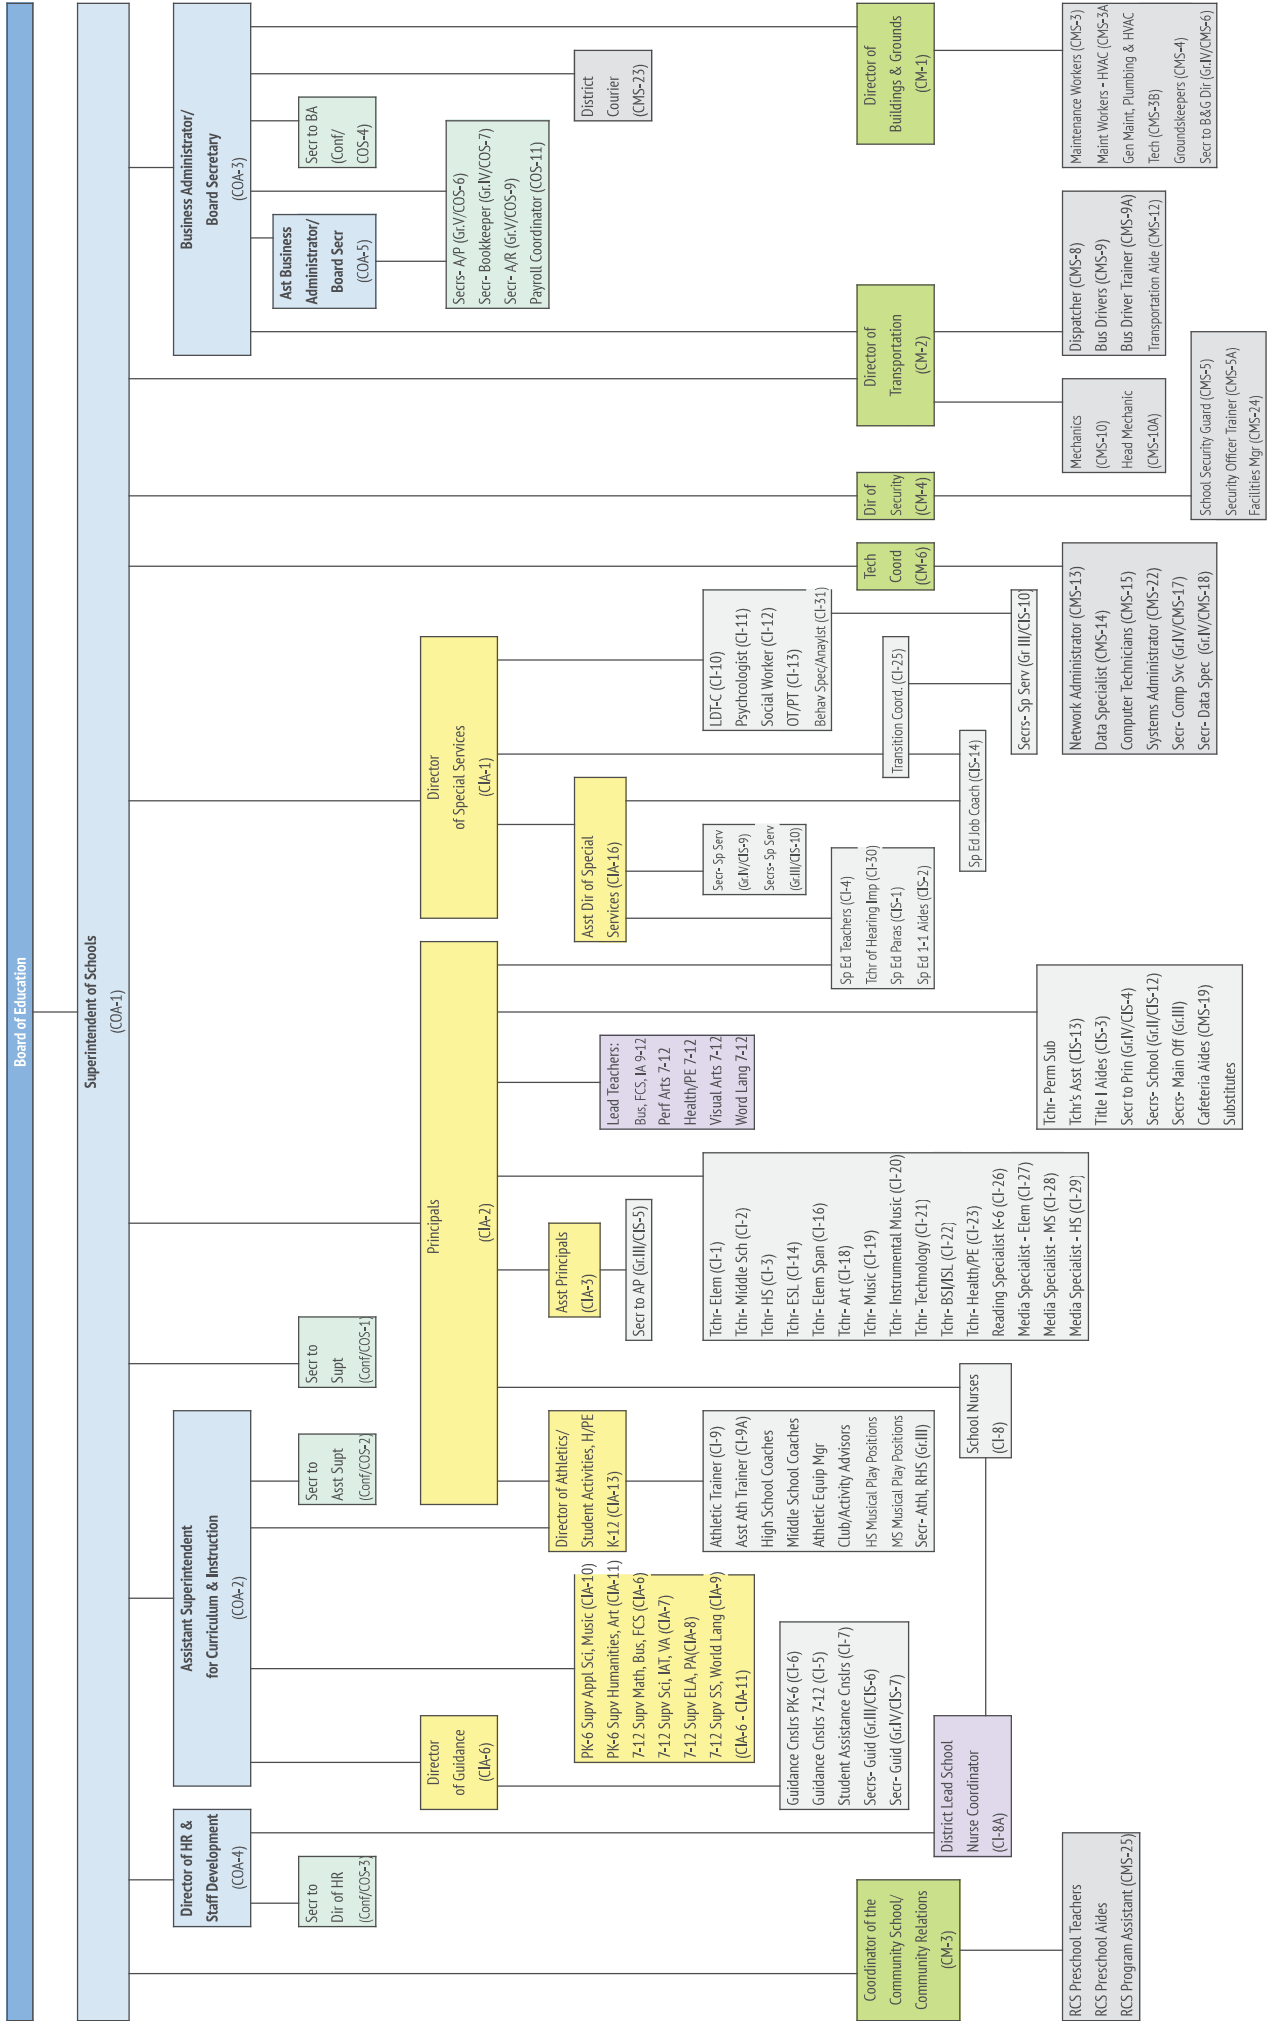 Board of Education
Superintendent of Schools
(COA-1)
Director of HR &
Staff Development
(COA-4)
Assistant Superintendent
for Curriculum & Instruction
(COA-2)
Business Administrator/
Board Secretary
(COA-3)
Secr to
Dir of HR
(Conf/COS-3)
Secr to
Asst Supt
(Conf/COS-2)
Secr to
Supt
(Conf/COS-1)
Ast Business
Administrator/
Board Secr
(COA-5)
Secr to BA
(Conf/
COS-4)
Director
of Guidance
(CIA-6)
Principals
(CIA-2)
Director
of Special Services
(CIA-1)
Secrs- A/P (Gr.V/COS-6)
Secr- Bookkeeper (Gr.IV/COS-7)
Secr- A/R (Gr.V/COS-9)
Payroll Coordinator (COS-11)
Director of Athletics/
Student Activities, H/PE
K-12 (CIA-13)
Asst Principals
(CIA-3)
PK-6 Supv Appl Sci, Music (CIA-10)
PK-6 Supv Humanities, Art (CIA-11)
7-12 Supv Math, Bus, FCS (CIA-6)
7-12 Supv Sci, IAT, VA (CIA-7)
7-12 Supv ELA, PA(CIA-8)
7-12 Supv SS, World Lang (CIA-9)
(CIA-6 - CIA-11)
Asst Dir of Special
Services (CIA-16)
District
Courier
(CMS-23)
Lead Teachers:
Bus, FCS, IA 9-12
Perf Arts 7-12
Health/PE 7-12
Visual Arts 7-12
Word Lang 7-12
Secr to AP (Gr.III/CIS-5)
Athletic Trainer (CI-9)
Asst Ath Trainer (CI-9A)
High School Coaches
Middle School Coaches
Athletic Equip Mgr
Club/Activity Advisors
HS Musical Play Positions
MS Musical Play Positions
Secr- Athl, RHS (Gr.III)
Tchr- Elem (CI-1)
Tchr- Middle Sch (CI-2)
Tchr- HS (CI-3)
Tchr- ESL (CI-14)
Tchr- Elem Span (CI-16)
Tchr- Art (CI-18)
Tchr- Music (CI-19)
Tchr- Instrumental Music (CI-20)
Tchr- Technology (CI-21)
Tchr- BSI/ISL (CI-22)
Tchr- Health/PE (CI-23)
Reading Specialist K-6 (CI-26)
Media Specialist - Elem (CI-27)
Media Specialist - MS (CI-28)
Media Specialist - HS (CI-29)
Secr- Sp Serv
(Gr.IV/CIS-9)
Secrs- Sp Serv
(Gr.III/CIS-10)
LDT-C (CI-10)
Psychcologist (CI-11)
Social Worker (CI-12)
OT/PT (CI-13)
Behav Spec/Anaylst (CI-31)
Guidance Cnslrs PK-6 (CI-6)
Guidance Cnslrs 7-12 (CI-5)
Student Assistance Cnslrs (CI-7)
Secrs- Guid (Gr.III/CIS-6)
Secr- Guid (Gr.IV/CIS-7)
Sp Ed Teachers (CI-4)
Tchr of Hearing Imp (CI-30)
Sp Ed Paras (CIS-1)
Sp Ed 1-1 Aides (CIS-2)
Transition Coord. (CI-25)
Coordinator of the
Community School/
Community Relations
(CM-3)
Tech
Coord
(CM-6)
Dir of
Security
(CM-4)
Director of
Transportation
(CM-2)
Director of
Buildings & Grounds
(CM-1)
District Lead School
Nurse Coordinator
(CI-8A)
School Nurses
(CI-8)
Sp Ed Job Coach (CIS-14)
Secrs- Sp Serv (Gr III/CIS-10)
Tchr- Perm Sub
Tchr's Asst (CIS-13)
Title I Aides (CIS-3)
Secr to Prin (Gr.IV/CIS-4)
Secrs- School (Gr.II/CIS-12)
Secrs- Main Off (Gr.III)
Cafeteria Aides (CMS-19)
Substitutes
RCS Preschool Teachers
RCS Preschool Aides
RCS Program Assistant (CMS-25)
Network Administrator (CMS-13)
Data Specialist (CMS-14)
Computer Technicians (CMS-15)
Systems Administrator (CMS-22)
Secr- Comp Svc (Gr.IV/CMS-17)
Secr- Data Spec (Gr.IV/CMS-18)
Mechanics
(CMS-10)
Head Mechanic
(CMS-10A)
Dispatcher (CMS-8)
Bus Drivers (CMS-9)
Bus Driver Trainer (CMS-9A)
Transportation Aide (CMS-12)
Maintenance Workers (CMS-3)
Maint Workers - HVAC (CMS-3A
Gen Maint, Plumbing & HVAC
Tech (CMS-3B)
Groundskeepers (CMS-4)
Secr to B&G Dir (Gr.IV/CMS-6)
School Security Guard (CMS-5)
Security Officer Trainer (CMS-5A)
Facilities Mgr (CMS-24)